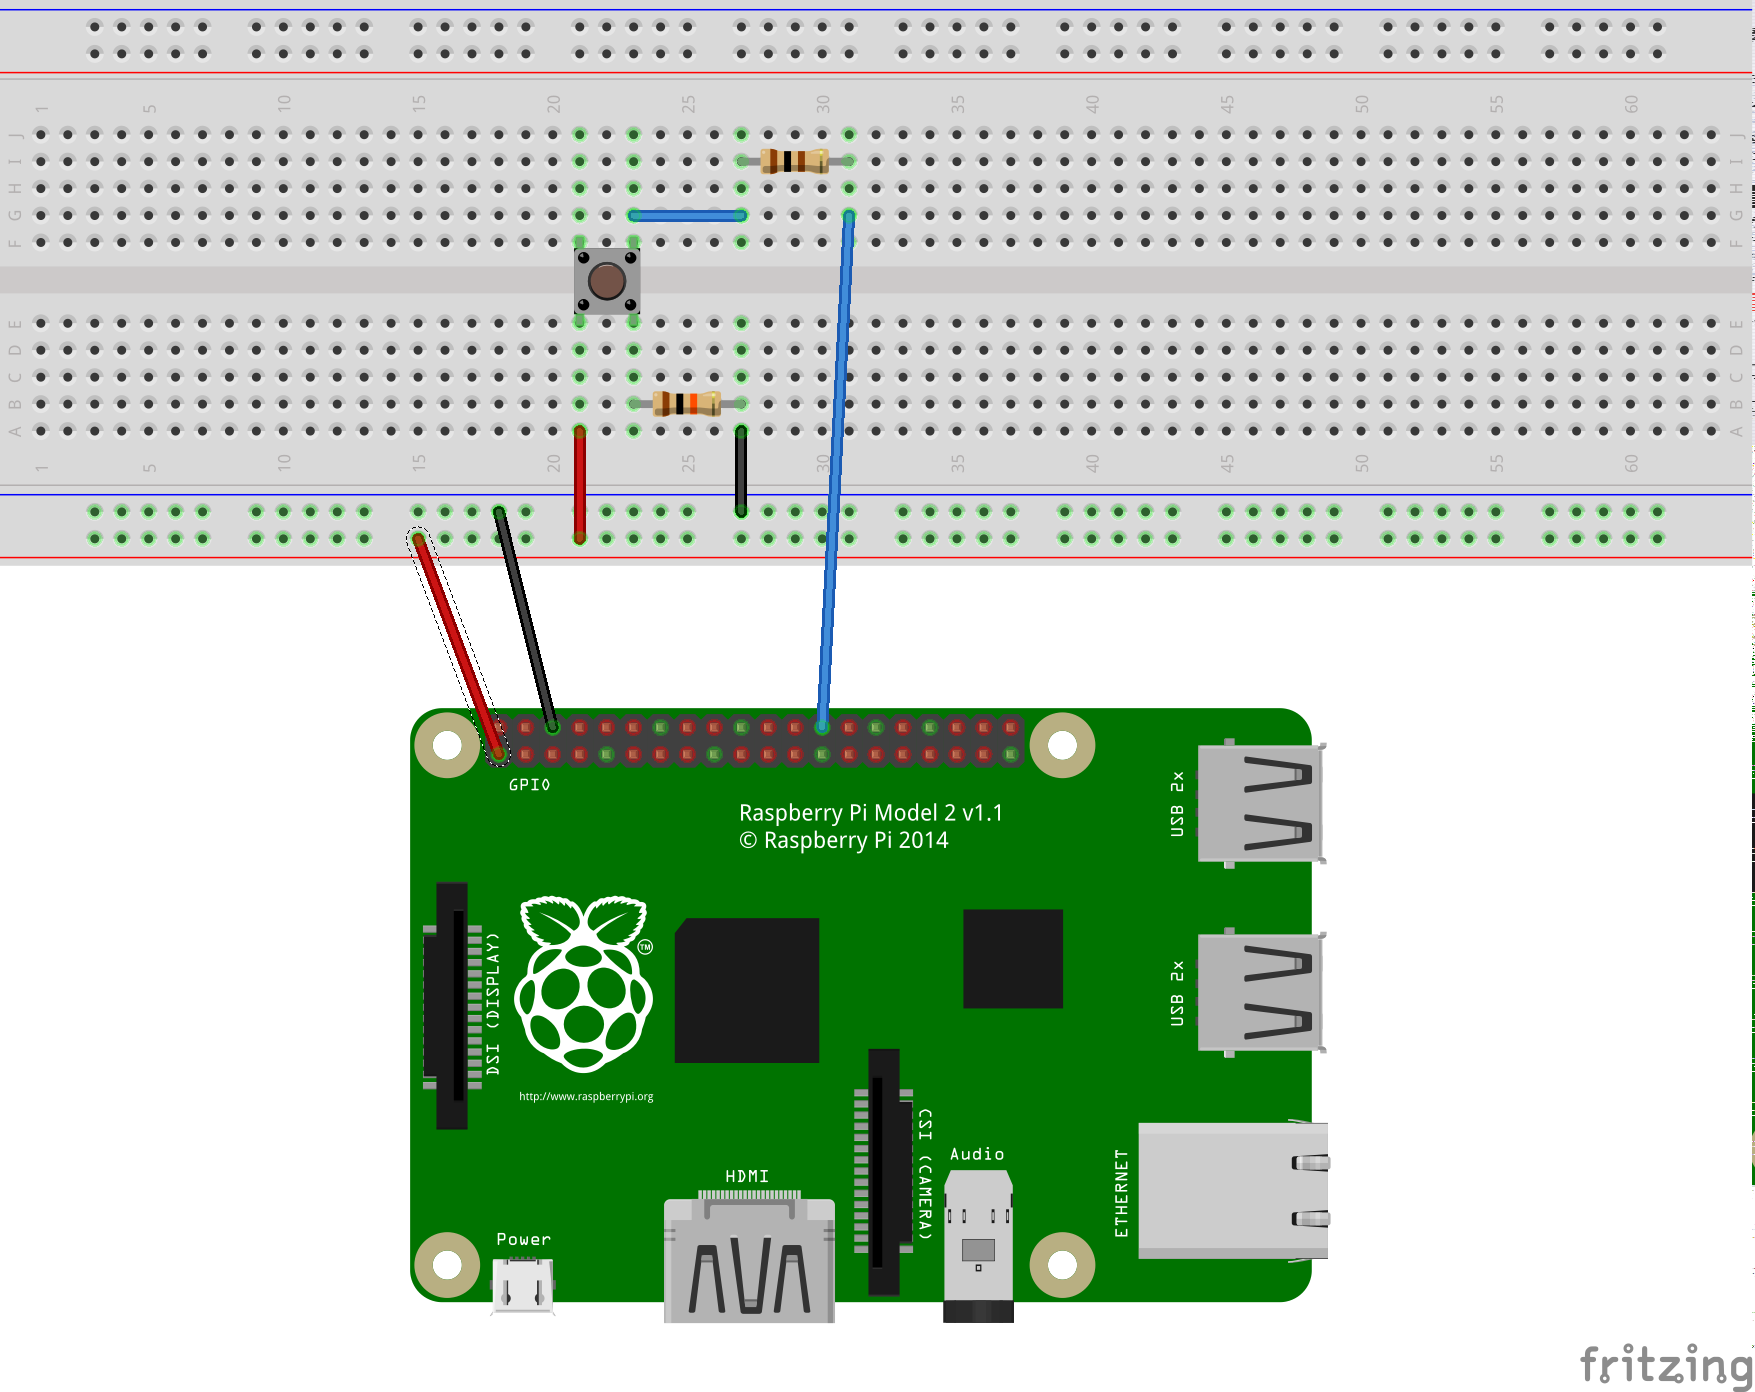 1 5 10 15 20 25 30 35 40 45 50 55 60
J J
I I
H H
G G
F F
E E
D D
C C
B B
A A
1 5 10 15 20 25 30 35 40 45 50 55 60
GPIO
Raspberry Pi Model 2 v1.1
© Raspberry Pi 2014
USB 2x
DSI (DISPLAY)
TM
USB 2x
http://www.raspberrypi.org
CSI (CAMERA)
Audio
ETHERNET
HDMI
Power
fritzing